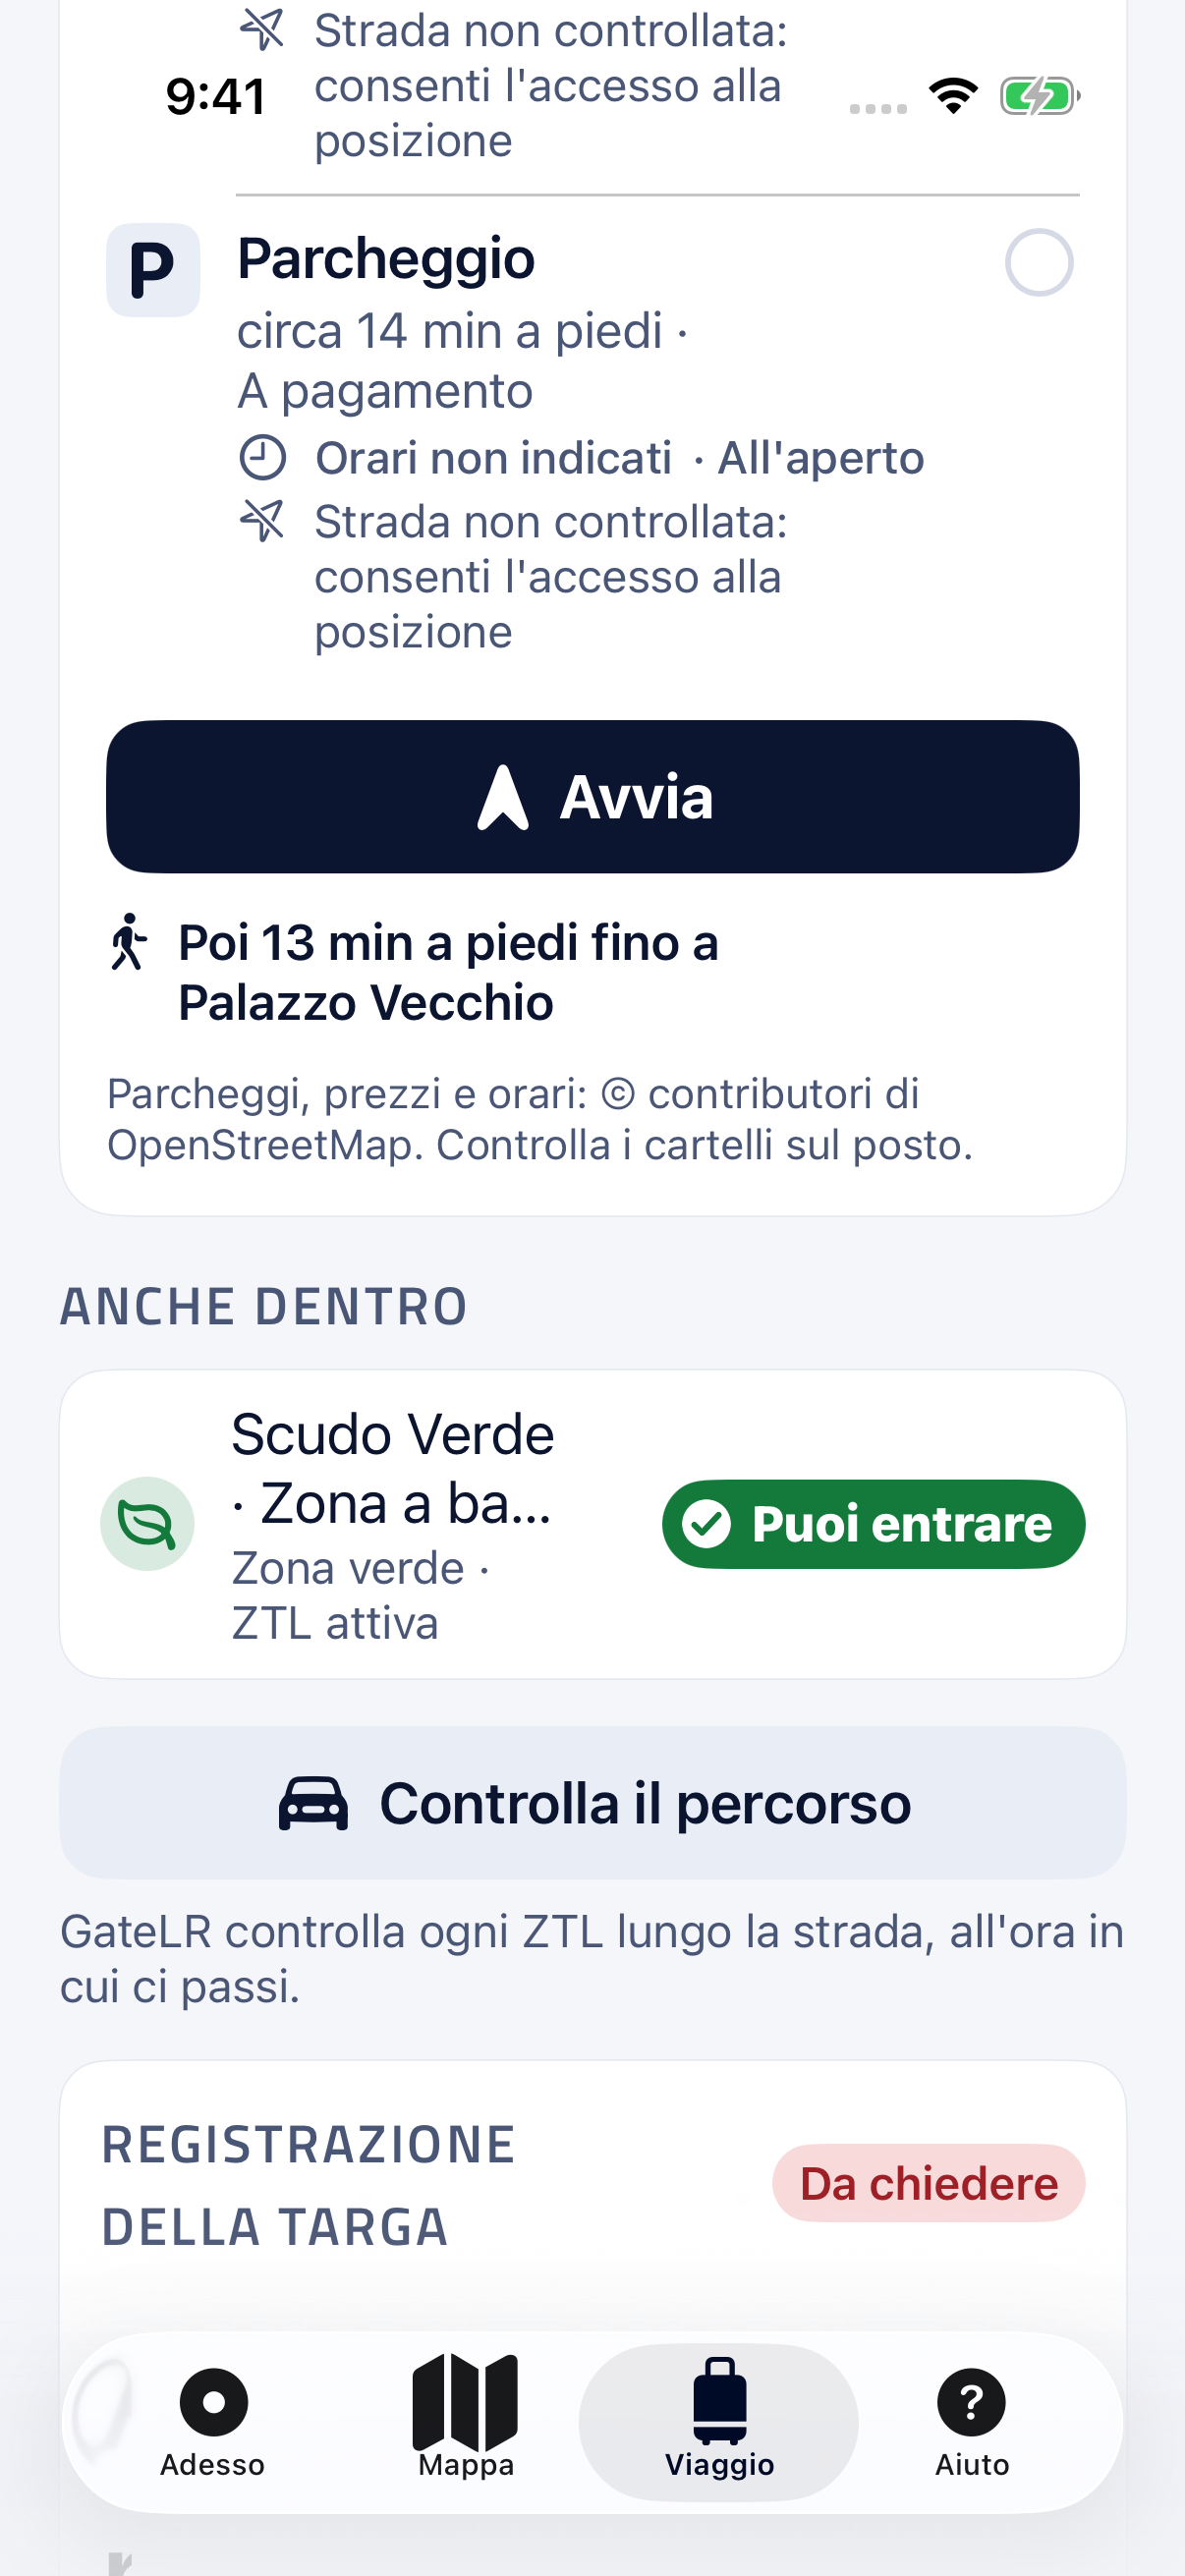 Strada non controllata:
9:41
consenti l'accesso alla
posizione
P
Parcheggio
circa 14 min a piedi ·
A pagamento
Orari non indicati · All'aperto
Strada non controllata:
consenti l'accesso alla
posizione
Avvia
Poi 13 min a piedi fino a
Palazzo Vecchio
Parcheggi, prezzi e orari: © contributori di
OpenStreetMap. Controlla i cartelli sul posto.
ANCHE DENTRO
Scudo Verde
· Zona a ba...
Zona verde ·
ZTL attiva
Puoi entrare
Controlla il percorso
GateLR controlla ogni ZTL lungo la strada, all'ora in
cui ci passi.
REGISTRAZIONE
DELLA TARGA
Da chiedere
Adesso
Mappa
Viaggio
?
Aiuto